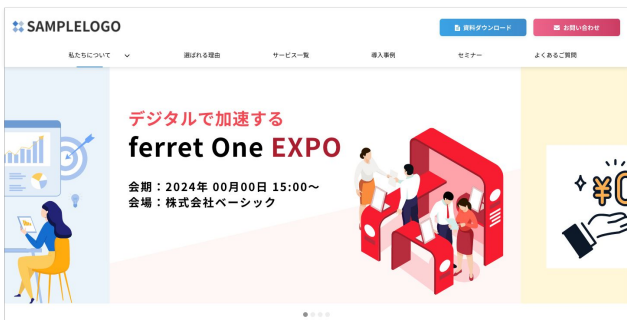 SAMPLELOGO
資料ダウンロード
お問い合わせ
私たちについて
選ばれる理由
サービス一覧
導入事例
セミナー
よくあるご質問
デジタルで加速する
ferret One EXPO
会期：2024年 00月00日 15:00〜
会場：株式会社ベーシック
¥0